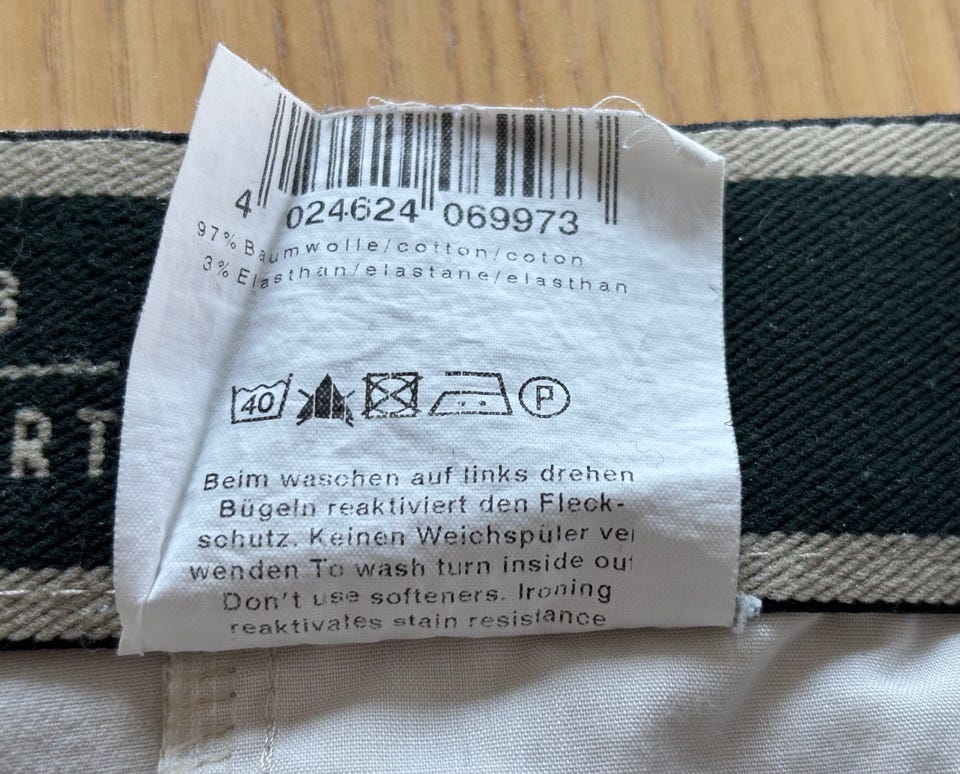 4 024624 069973
97% Baumwolle/cotton/coton
3% Elasthan/elastane/elasthan
40 P
Beim waschen auf links drehen
Bügeln reaktiviert den Fleck-
schutz. Keinen Weichspüler ver
wenden To wash turn inside out
Don't use softeners. Ironing
reaktivates stain resistance
RT